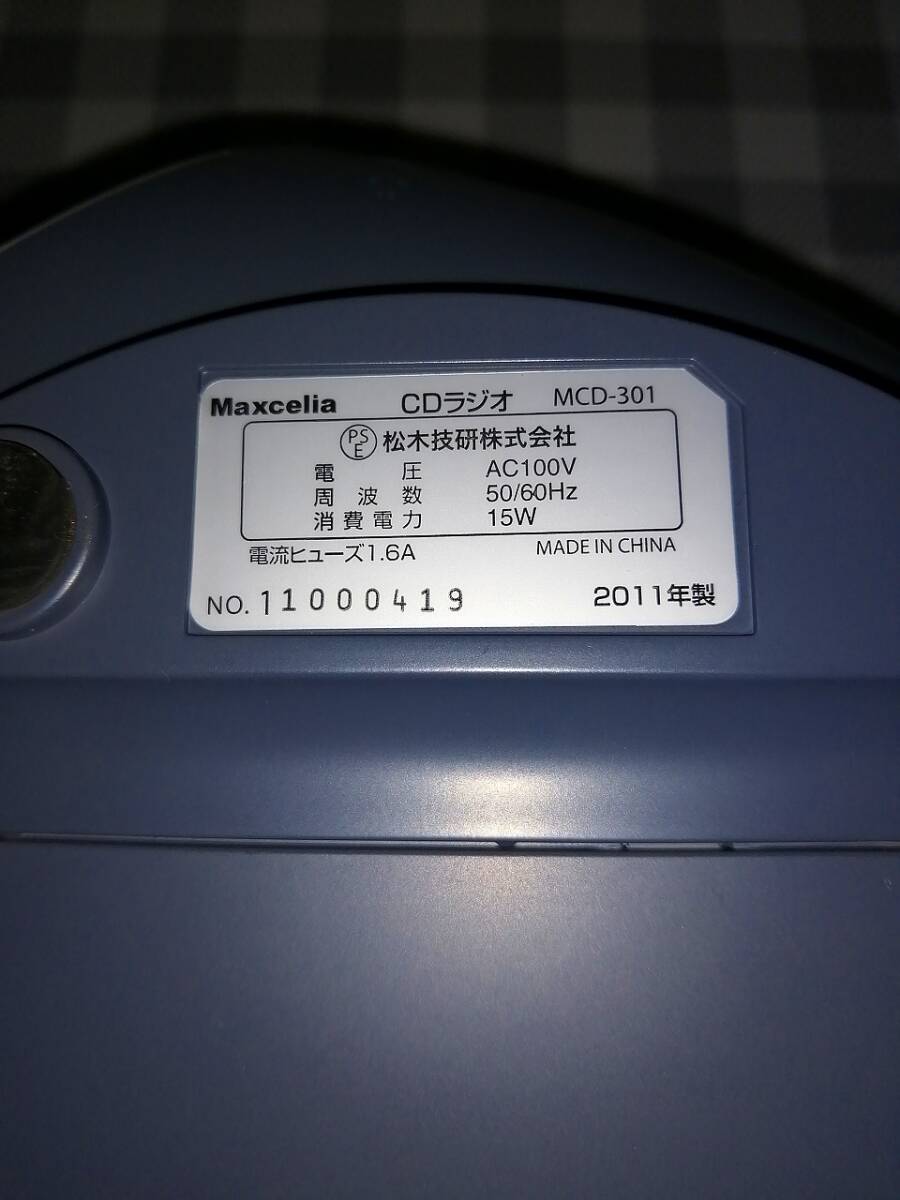 Maxcelia CDラジオ MCD-301
PSE 松木技研株式会社
電圧 AC100V
周波数 50/60Hz
消費電力 15W
電流ヒューズ1.6A MADE IN CHINA
NO. 11000419 2011年製